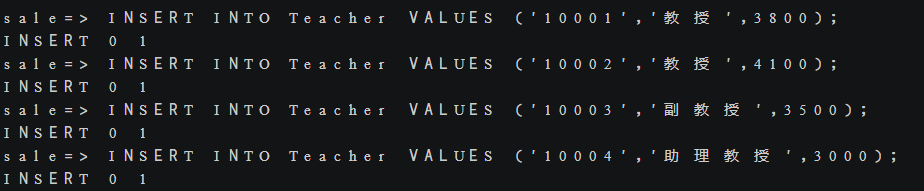 sale=> INSERT INTO Teacher VALUES ('10001','教授',3800);
INSERT 0 1
sale=> INSERT INTO Teacher VALUES ('10002','教授',4100);
INSERT 0 1
sale=> INSERT INTO Teacher VALUES ('10003','副教授',3500);
INSERT 0 1
sale=> INSERT INTO Teacher VALUES ('10004','助理教授',3000);
INSERT 0 1